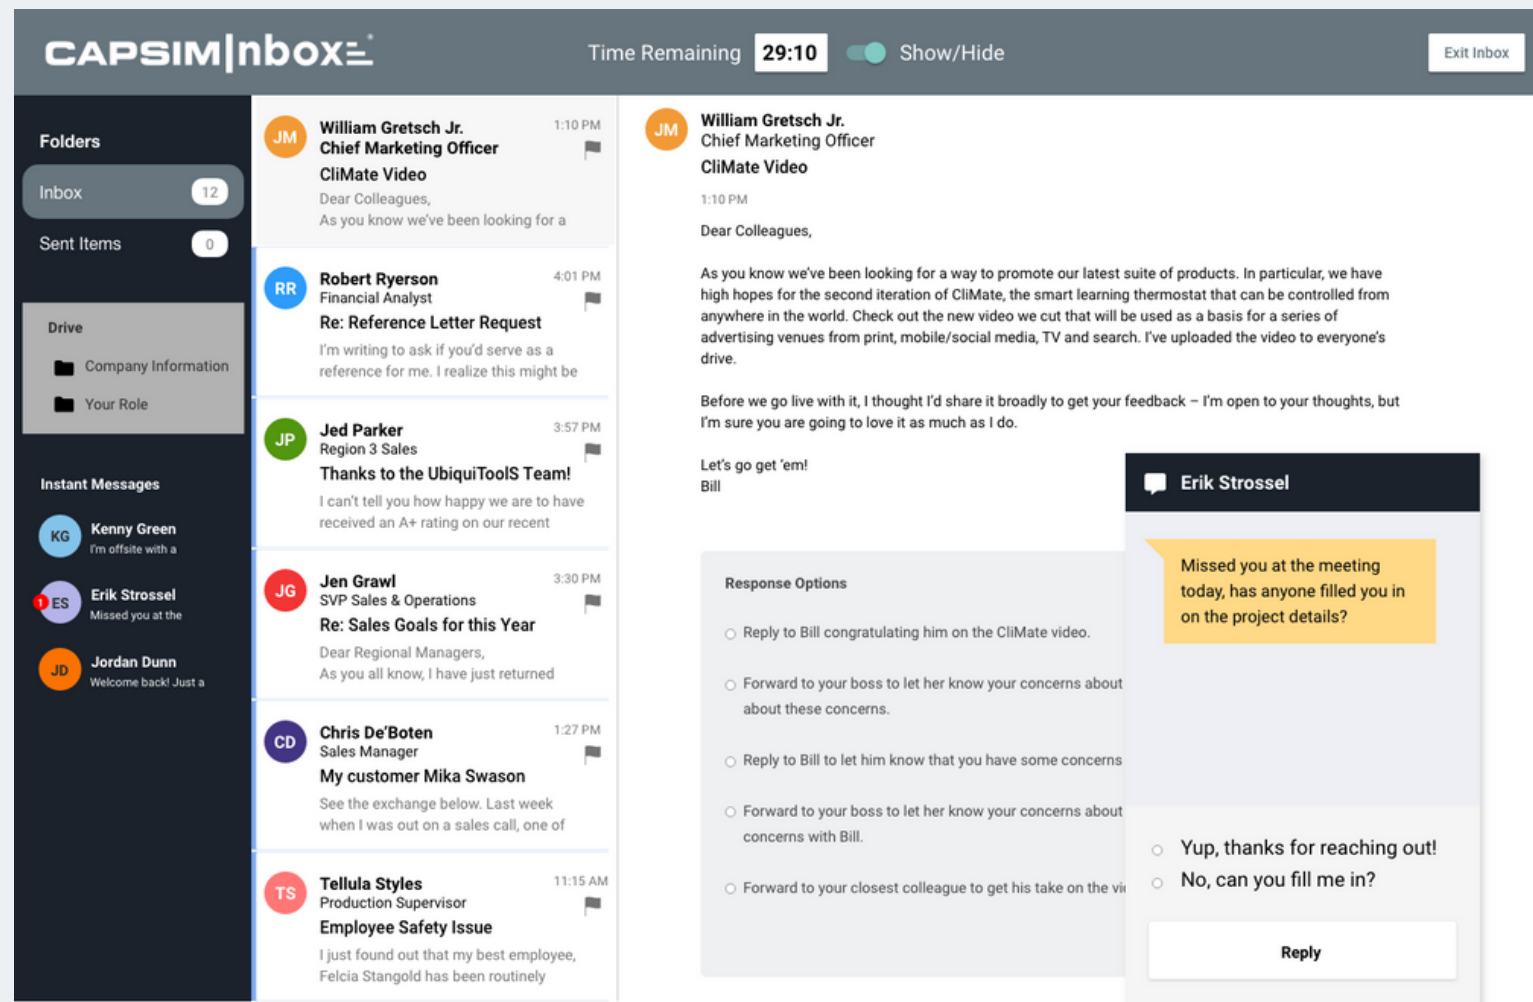 CAPSIM|nbox
Time Remaining 29:10 Show/Hide
Exit Inbox
Folders
Inbox 12
Sent Items 0
Drive
Company Information
Your Role
Instant Messages
KG Kenny Green
I'm offsite with a
1 ES Erik Strossel
Missed you at the
JD Jordan Dunn
Welcome back! Just a
JM William Gretsch Jr. 1:10 PM
Chief Marketing Officer
CliMate Video
Dear Colleagues,
As you know we've been looking for a
RR Robert Ryerson 4:01 PM
Financial Analyst
Re: Reference Letter Request
I'm writing to ask if you'd serve as a
reference for me. I realize this might be
JP Jed Parker 3:57 PM
Region 3 Sales
Thanks to the UbiquiToolS Team!
I can't tell you how happy we are to have
received an A+ rating on our recent
JG Jen Grawl 3:30 PM
SVP Sales & Operations
Re: Sales Goals for this Year
Dear Regional Managers,
As you all know, I have just returned
CD Chris De'Boten 1:27 PM
Sales Manager
My customer Mika Swason
See the exchange below. Last week
when I was out on a sales call, one of
TS Tellula Styles 11:15 AM
Production Supervisor
Employee Safety Issue
I just found out that my best employee,
Felcia Stangold has been routinely
JM William Gretsch Jr.
Chief Marketing Officer
CliMate Video
1:10 PM
Dear Colleagues,
As you know we've been looking for a way to promote our latest suite of products. In particular, we have
high hopes for the second iteration of CliMate, the smart learning thermostat that can be controlled from
anywhere in the world. Check out the new video we cut that will be used as a basis for a series of
advertising venues from print, mobile/social media, TV and search. I've uploaded the video to everyone's
drive.
Before we go live with it, I thought I'd share it broadly to get your feedback – I'm open to your thoughts, but
I'm sure you are going to love it as much as I do.
Let's go get 'em!
Bill
Response Options
Reply to Bill congratulating him on the CliMate video.
Forward to your boss to let her know your concerns about
about these concerns.
Reply to Bill to let him know that you have some concerns
Forward to your boss to let her know your concerns about
concerns with Bill.
Forward to your closest colleague to get his take on the
Erik Strossel
Missed you at the meeting
today, has anyone filled you in
on the project details?
Yup, thanks for reaching out!
No, can you fill me in?
Reply